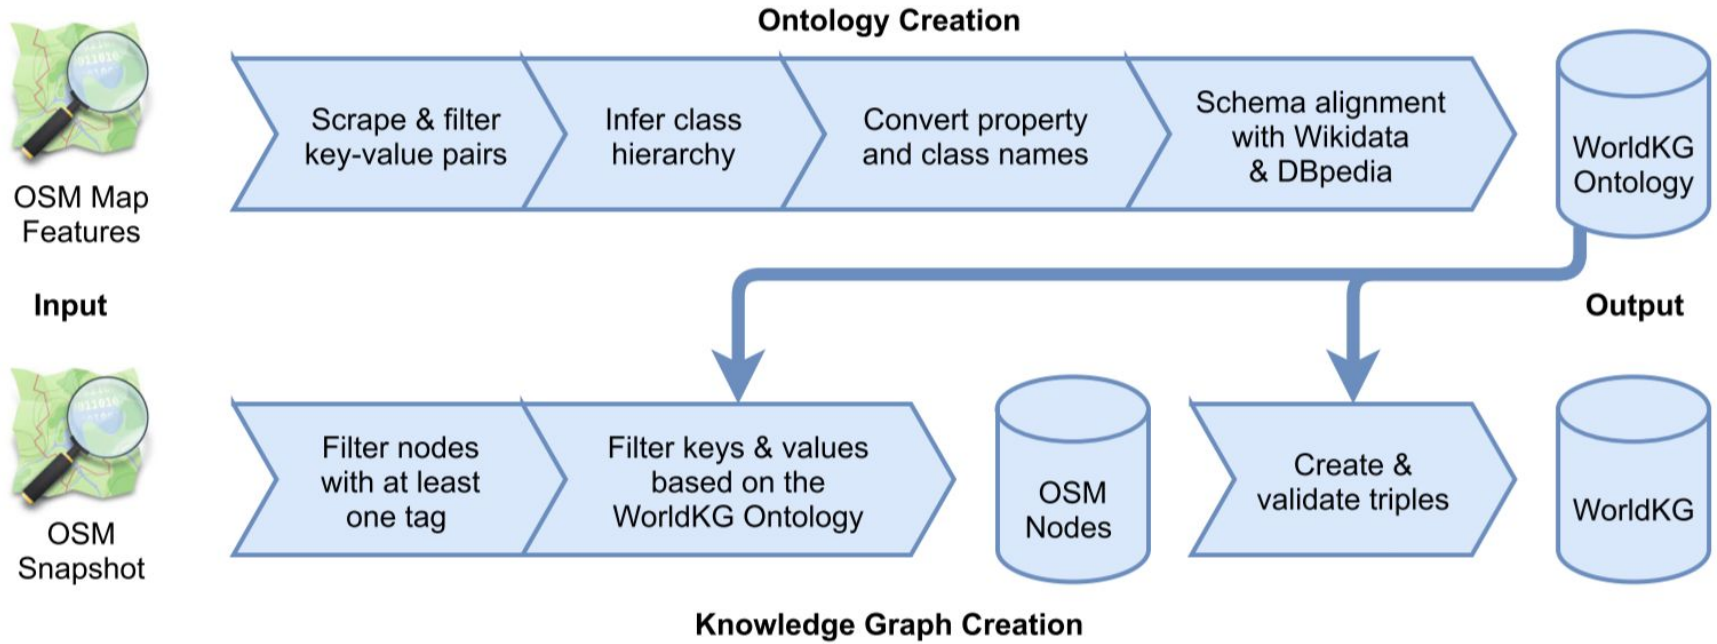 Ontology Creation
Scrape & filter
key-value pairs
Infer class
hierarchy
Convert property
and class names
Schema alignment
with Wikidata
& DBpedia
WorldKG
Ontology
OSM Map
Features
Input
Output
Filter nodes
with at least
one tag
Filter keys & values
based on the
WorldKG Ontology
OSM
Nodes
Create &
validate triples
WorldKG
OSM
Snapshot
Knowledge Graph Creation